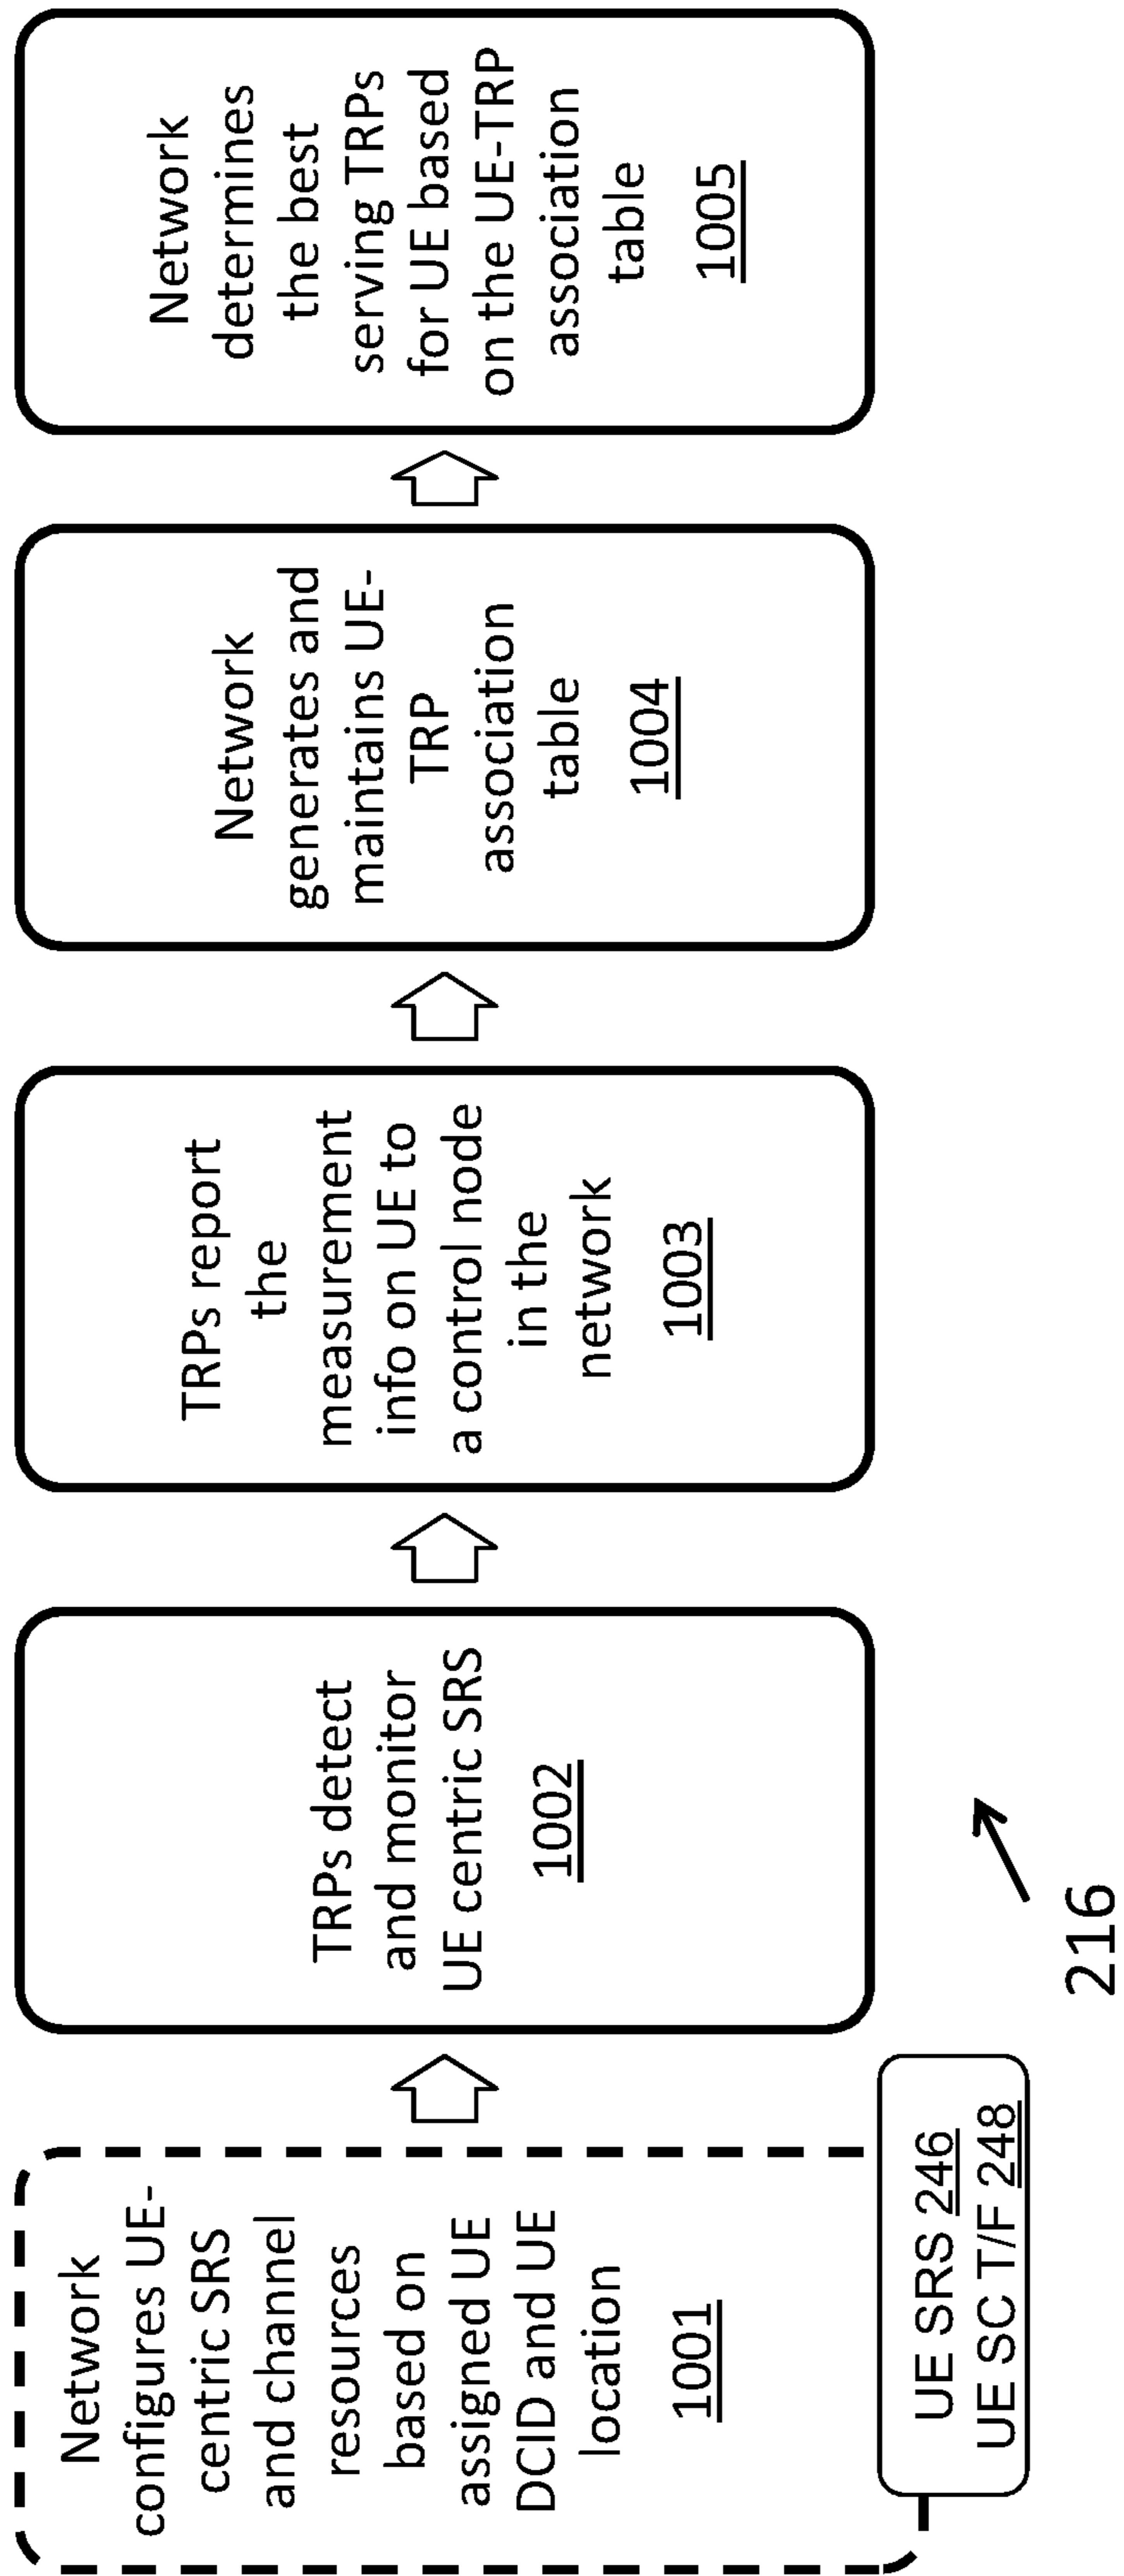 Network
configures UE-
centric SRS
and channel
resources
based on
assigned UE
DCID and UE
location
1001
UE SRS 246
UE SC T/F 248
TRPs detect
and monitor
UE centric SRS
1002
TRPs report
the
measurement
info on UE to
a control node
in the
network
1003
Network
generates and
maintains UE-
TRP
association
table
1004
Network
determines
the best
serving TRPs
for UE based
on the UE-TRP
association
table
1005
216